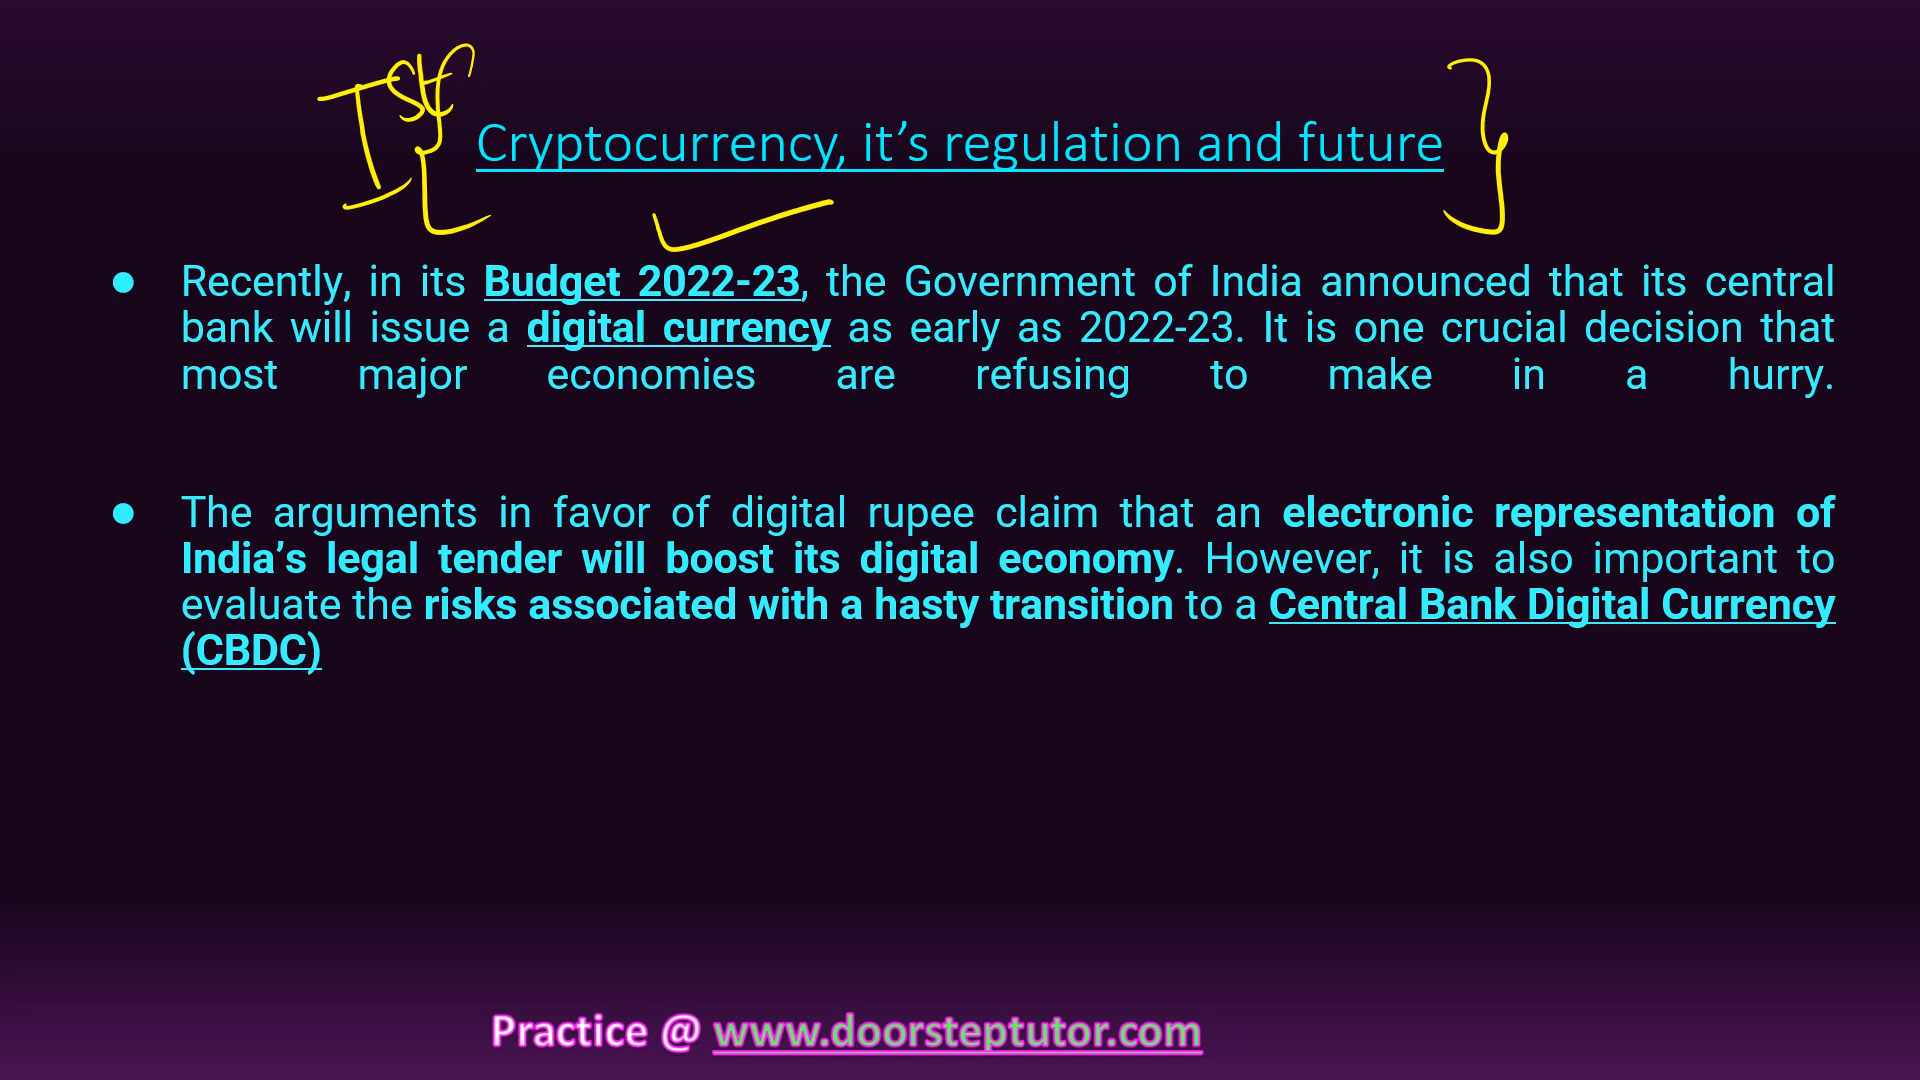 Ist
Cryptocurrency, it’s regulation and future
● Recently, in its Budget 2022-23, the Government of India announced that its central
bank will issue a digital currency as early as 2022-23. It is one crucial decision that
most major economies are refusing to make in a hurry.
● The arguments in favor of digital rupee claim that an electronic representation of
India’s legal tender will boost its digital economy. However, it is also important to
evaluate the risks associated with a hasty transition to a Central Bank Digital Currency
(CBDC)
Practice @ www.doorsteptutor.com